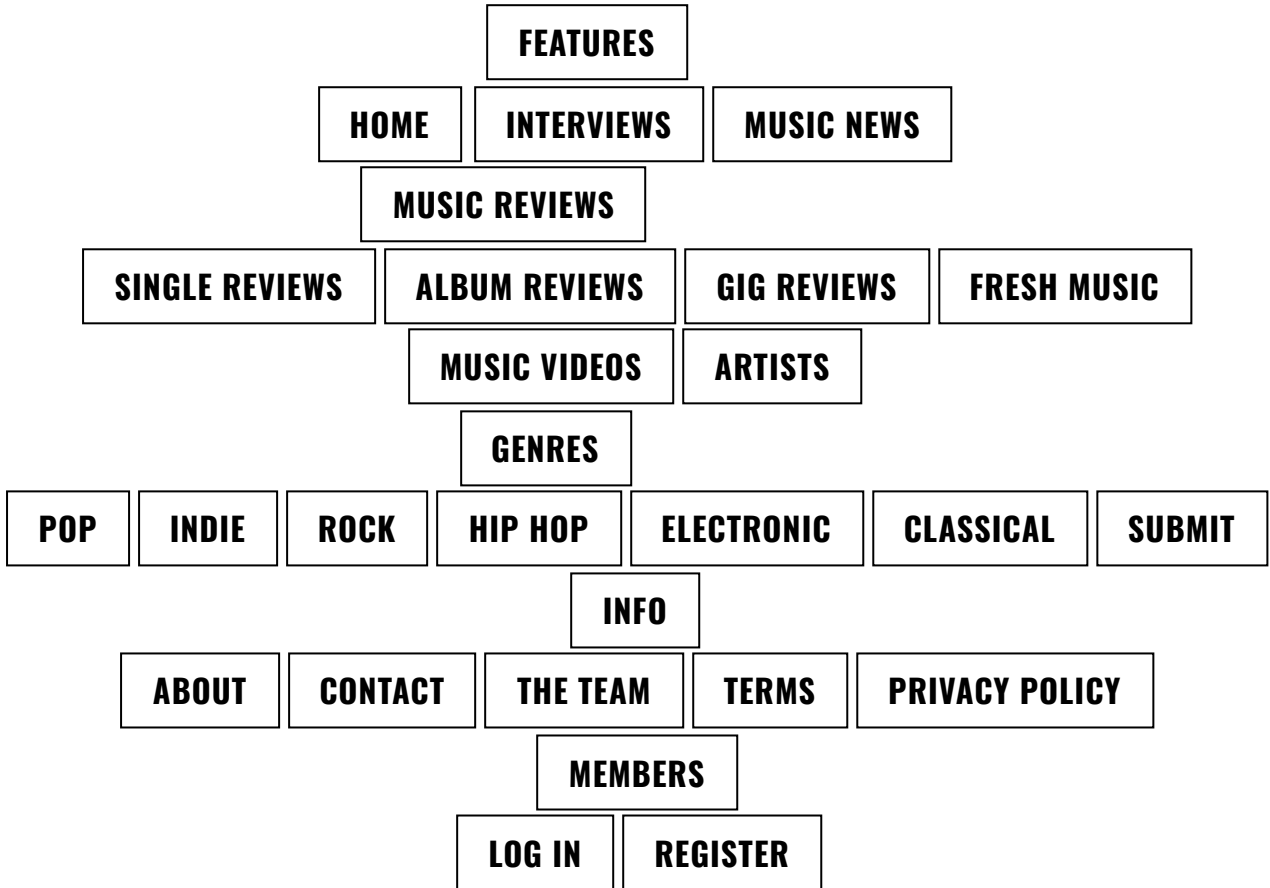 FEATURES
HOME INTERVIEWS MUSIC NEWS
MUSIC REVIEWS
SINGLE REVIEWS ALBUM REVIEWS GIG REVIEWS FRESH MUSIC
MUSIC VIDEOS ARTISTS
GENRES
POP INDIE ROCK HIP HOP ELECTRONIC CLASSICAL SUBMIT
INFO
ABOUT CONTACT THE TEAM TERMS PRIVACY POLICY
MEMBERS
LOG IN REGISTER